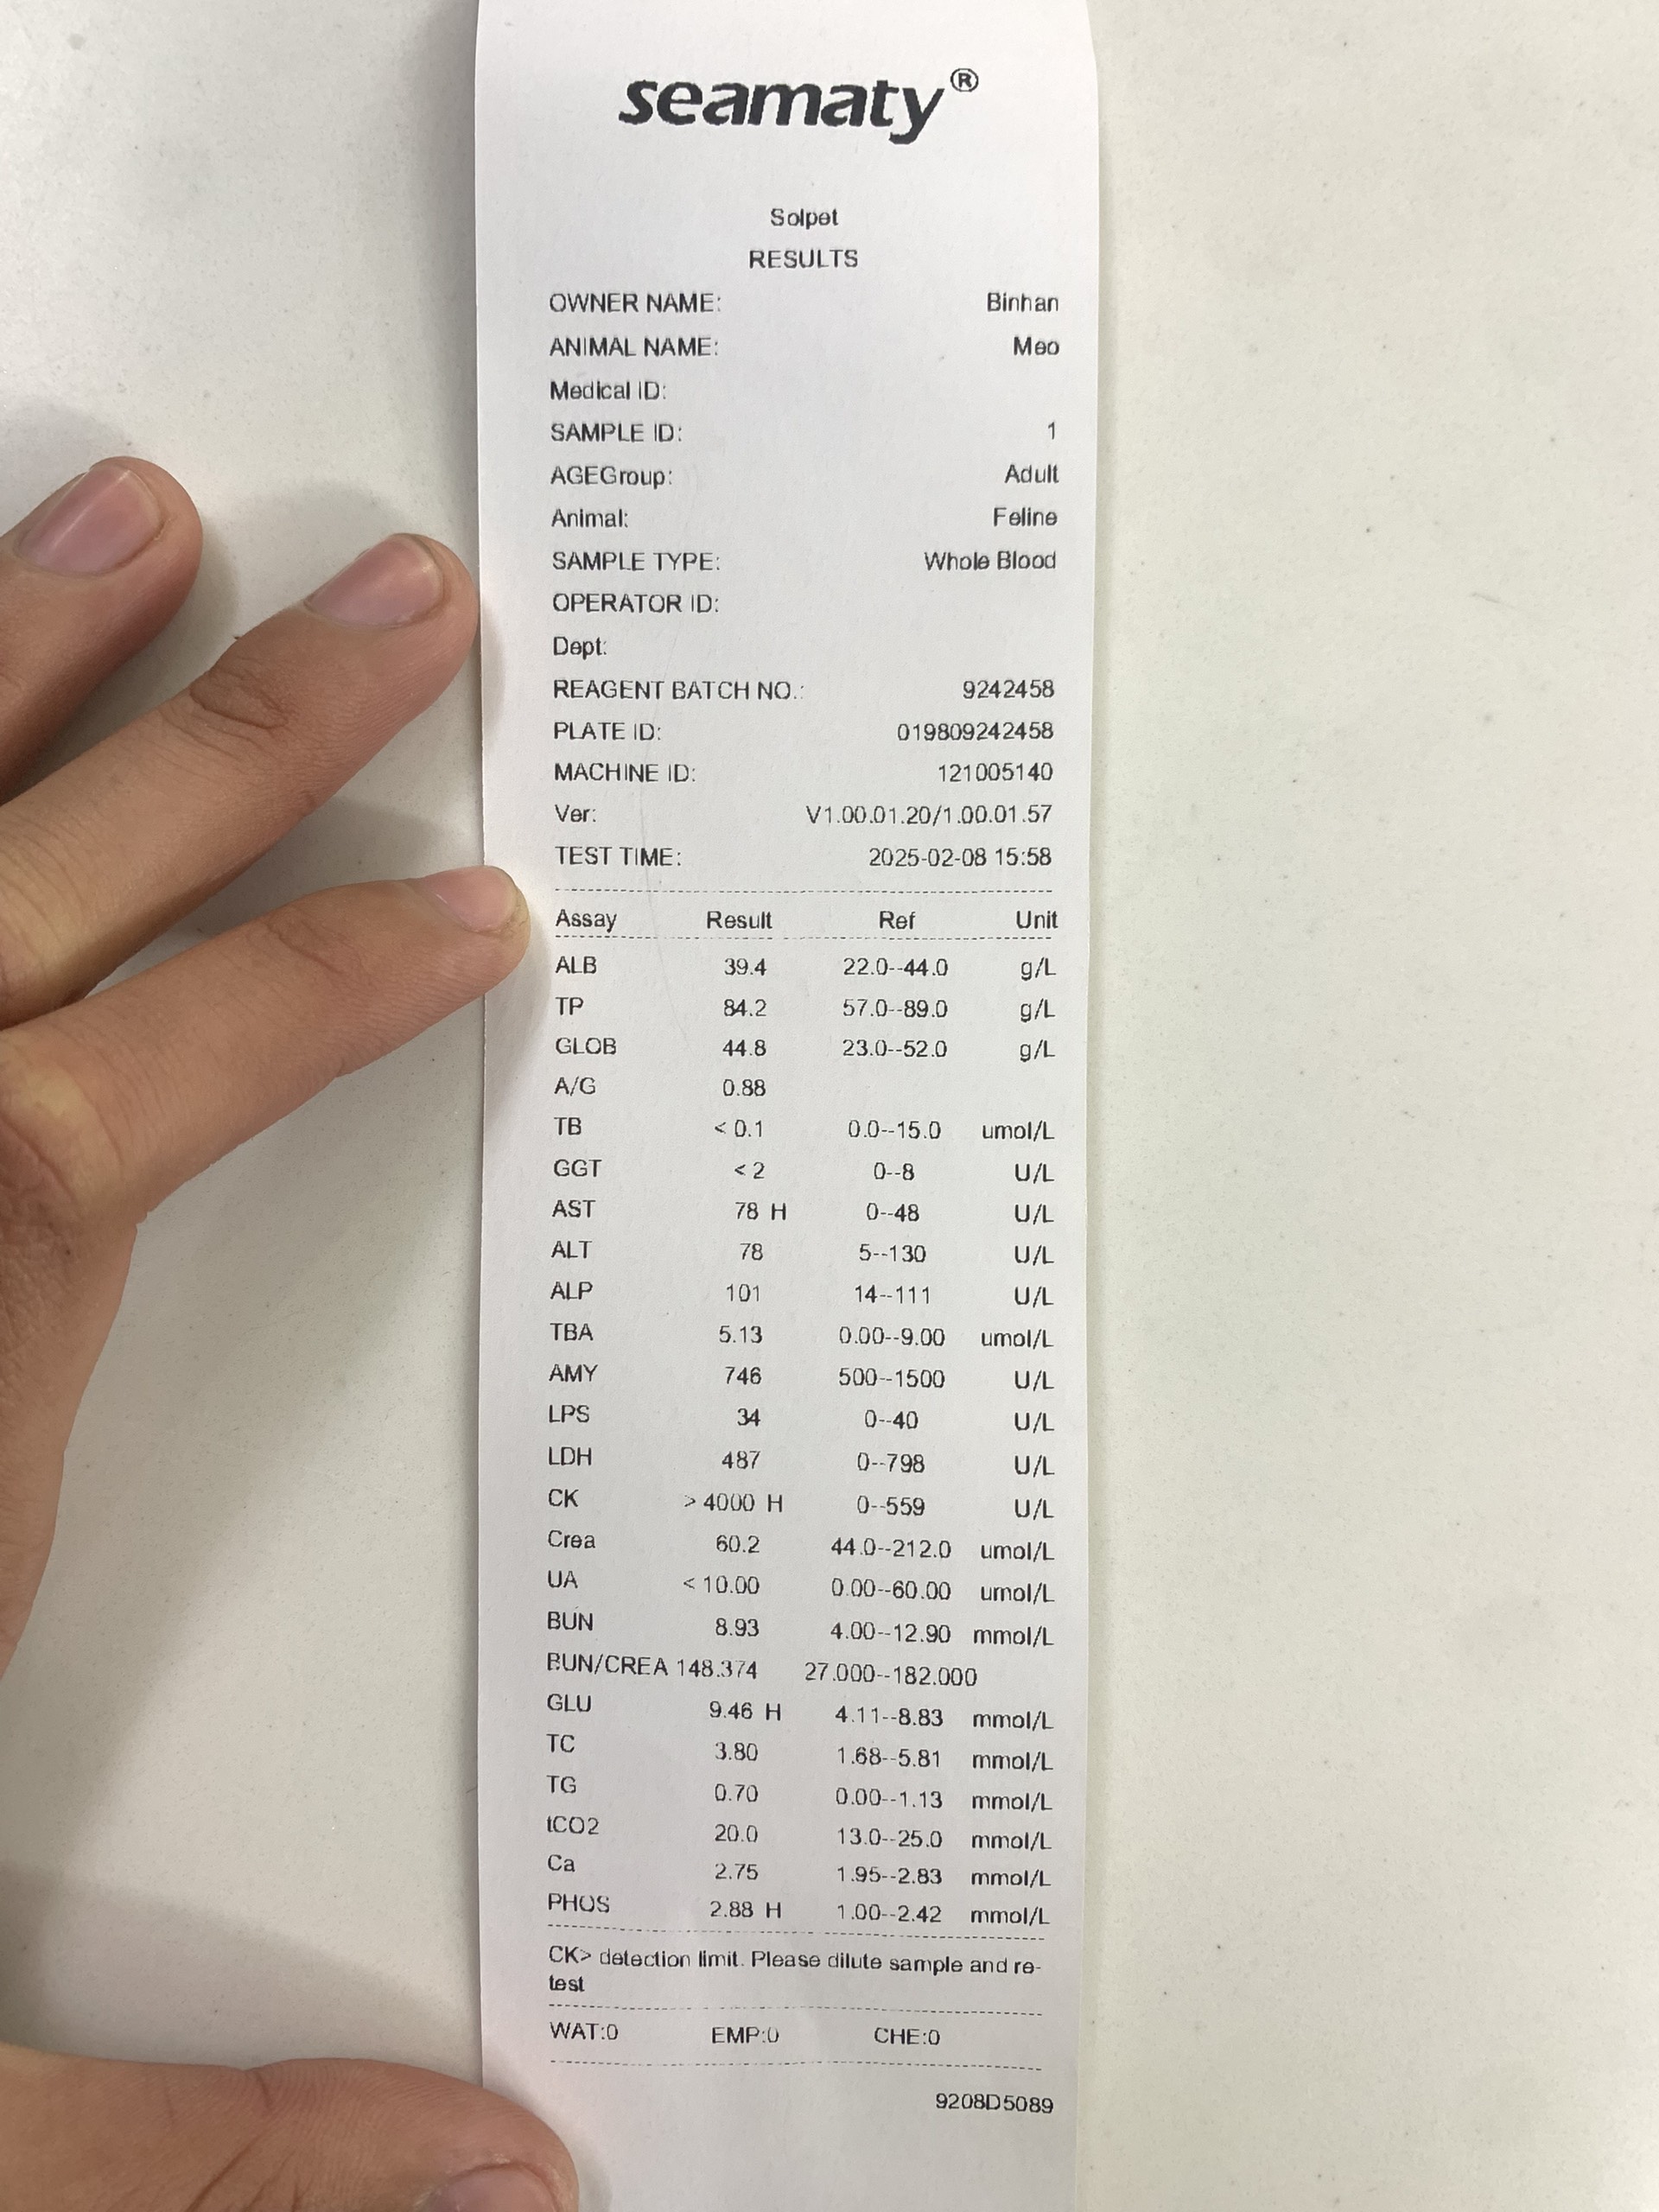 seamaty®
Solpet
RESULTS
OWNER NAME: Binhan
ANIMAL NAME: Meo
Medical ID:
SAMPLE ID: 1
AGEGroup: Adult
Animal: Feline
SAMPLE TYPE: Whole Blood
OPERATOR ID:
Dept:
REAGENT BATCH NO.: 9242458
PLATE ID: 019809242458
MACHINE ID: 121005140
Ver: V1.00.01.20/1.00.01.57
TEST TIME: 2025-02-08 15:58
Assay Result Ref Unit
ALB 39.4 22.0--44.0 g/L
TP 84.2 57.0--89.0 g/L
GLOB 44.8 23.0--52.0 g/L
A/G 0.88
TB < 0.1 0.0--15.0 umol/L
GGT < 2 0--8 U/L
AST 78 H 0--48 U/L
ALT 78 5--130 U/L
ALP 101 14--111 U/L
TBA 5.13 0.00--9.00 umol/L
AMY 746 500--1500 U/L
LPS 34 0--40 U/L
LDH 487 0--798 U/L
CK > 4000 H 0--559 U/L
Crea 60.2 44.0--212.0 umol/L
UA < 10.00 0.00--60.00 umol/L
BUN 8.93 4.00--12.90 mmol/L
BUN/CREA 148.374 27.000--182.000
GLU 9.46 H 4.11--8.83 mmol/L
TC 3.80 1.68--5.81 mmol/L
TG 0.70 0.00--1.13 mmol/L
tCO2 20.0 13.0--25.0 mmol/L
Ca 2.75 1.95--2.83 mmol/L
PHOS 2.88 H 1.00--2.42 mmol/L
CK> detection limit. Please dilute sample and re-
test
WAT:0 EMP:0 CHE:0
9208D5089